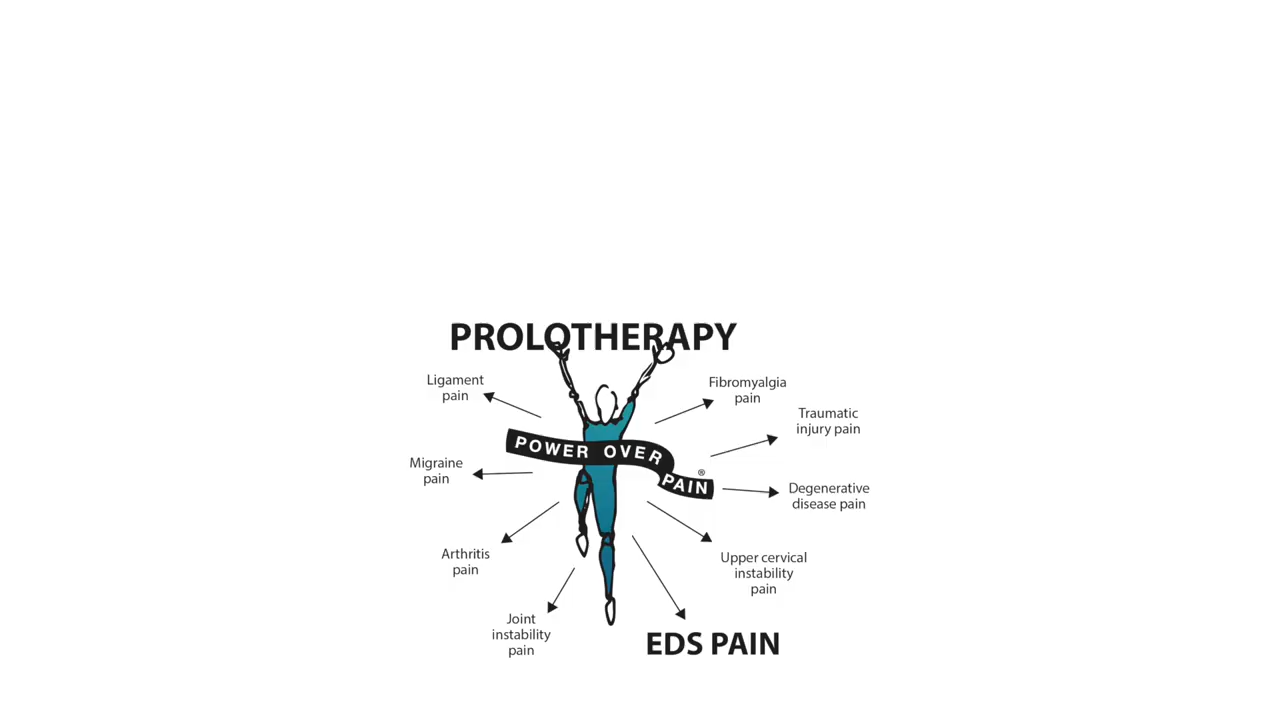 PROLOTHERAPY
Ligament
pain
Fibromyalgia
pain
Traumatic
injury pain
POWER OVER
PAIN®
Migraine
pain
Degenerative
disease pain
Arthritis
pain
Upper cervical
instability
pain
Joint
instability
pain
EDS PAIN